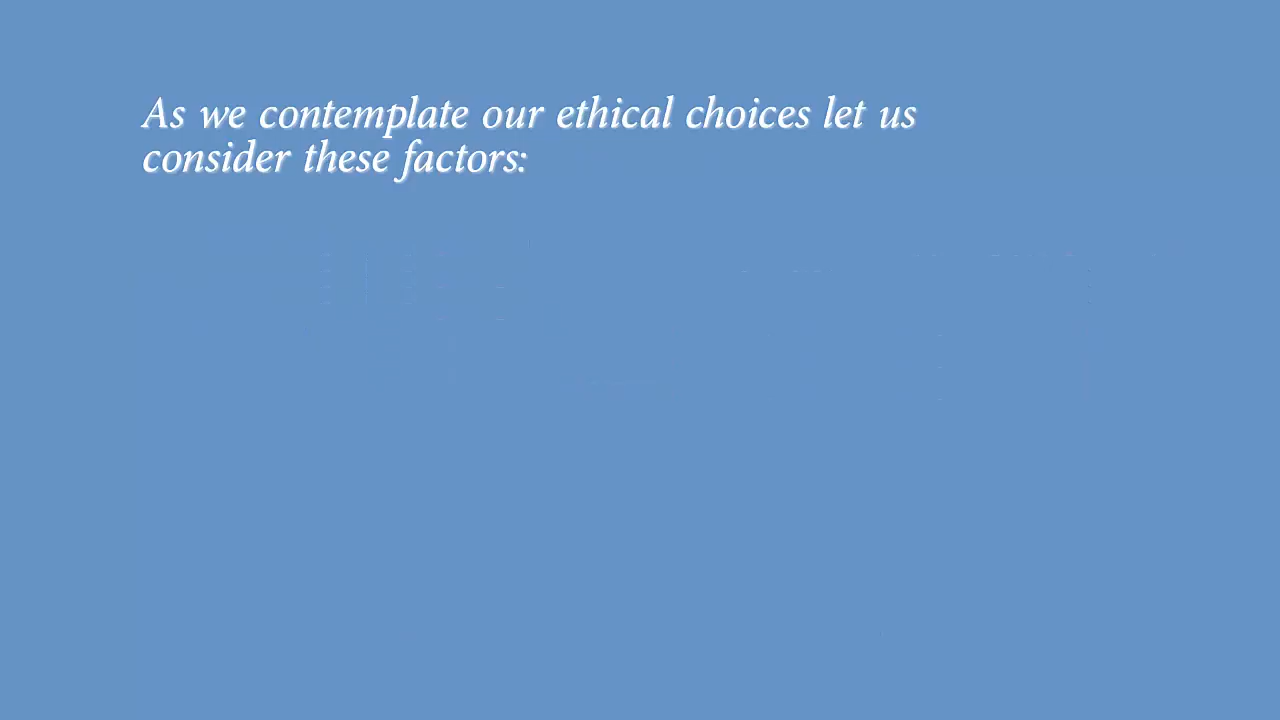 As we contemplate our ethical choices let us
consider these factors: